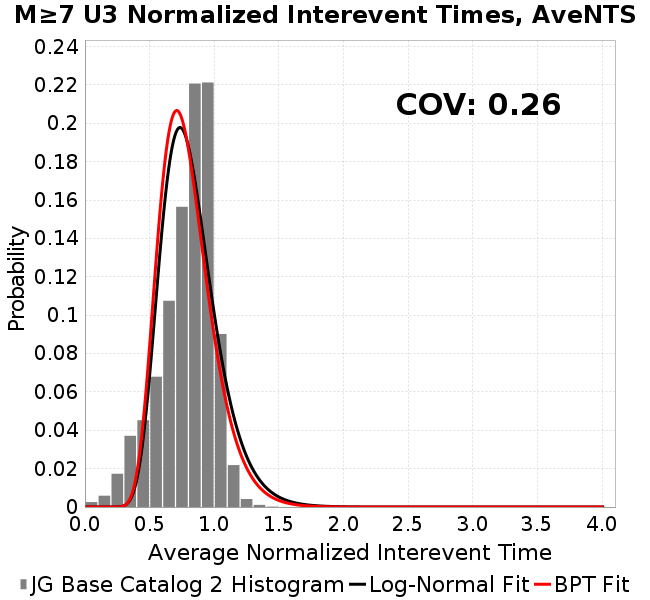 M≥7 U3 Normalized Interevent Times, AveNTS
0.24
0.22
0.2
0.18
0.16
0.14
0.12
0.1
0.08
0.06
0.04
0.02
0
COV: 0.26
Probability
0.0 0.5 1.0 1.5 2.0 2.5 3.0 3.5 4.0
Average Normalized Interevent Time
JG Base Catalog 2 Histogram Log-Normal Fit BPT Fit